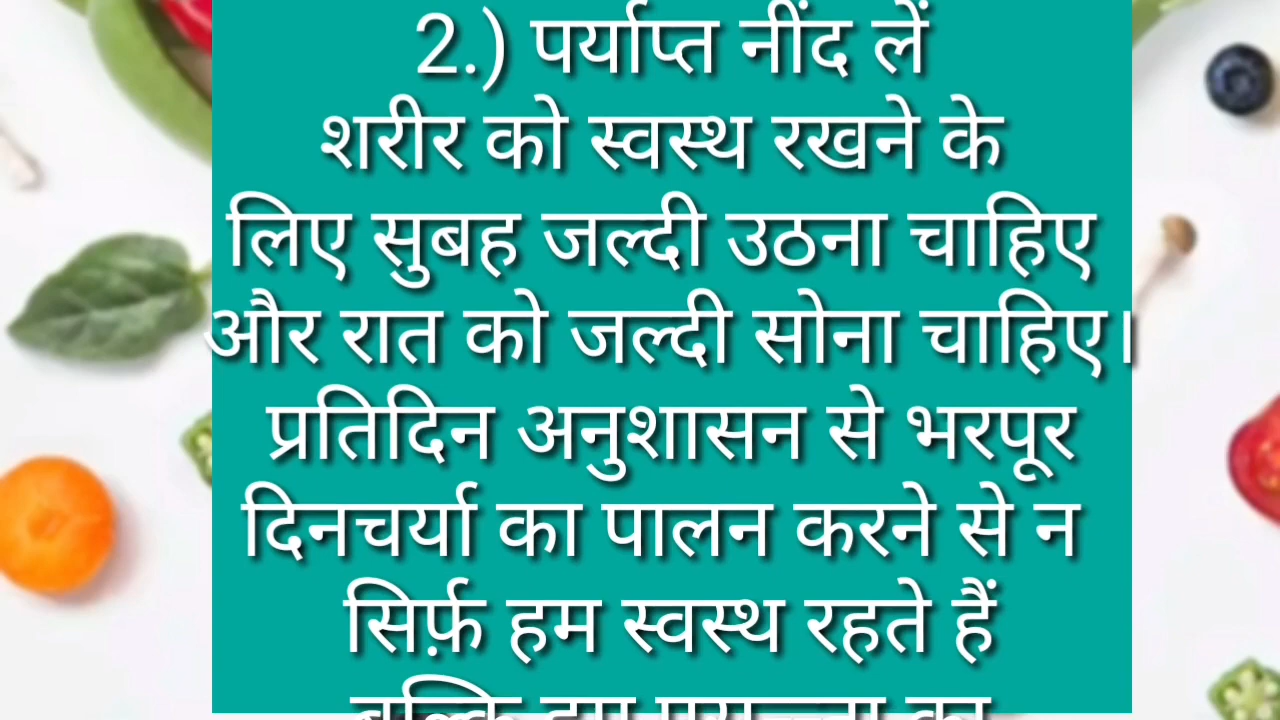 2.) पर्याप्त नींद लें
शरीर को स्वस्थ रखने के
लिए सुबह जल्दी उठना चाहिए
और रात को जल्दी सोना चाहिए।
प्रतिदिन अनुशासन से भरपूर
दिनचर्या का पालन करने से न
सिर्फ़ हम स्वस्थ रहते हैं